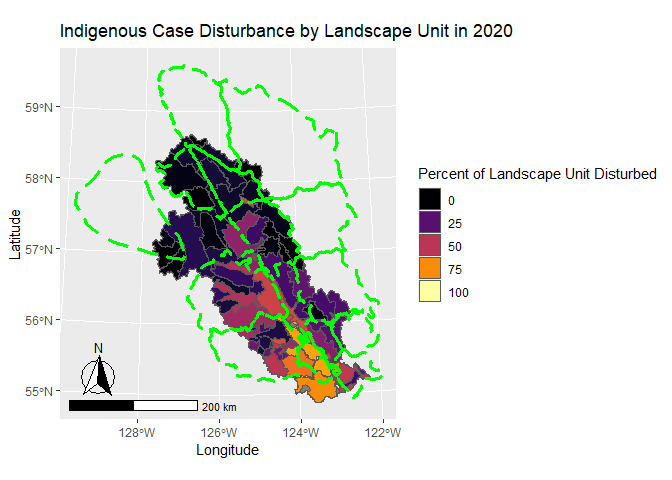 Indigenous Case Disturbance by Landscape Unit in 2020
59°N
58°N
57°N
56°N
55°N
Latitude
N
200 km
128°W
126°W
124°W
122°W
Longitude
Percent of Landscape Unit Disturbed
0
25
50
75
100